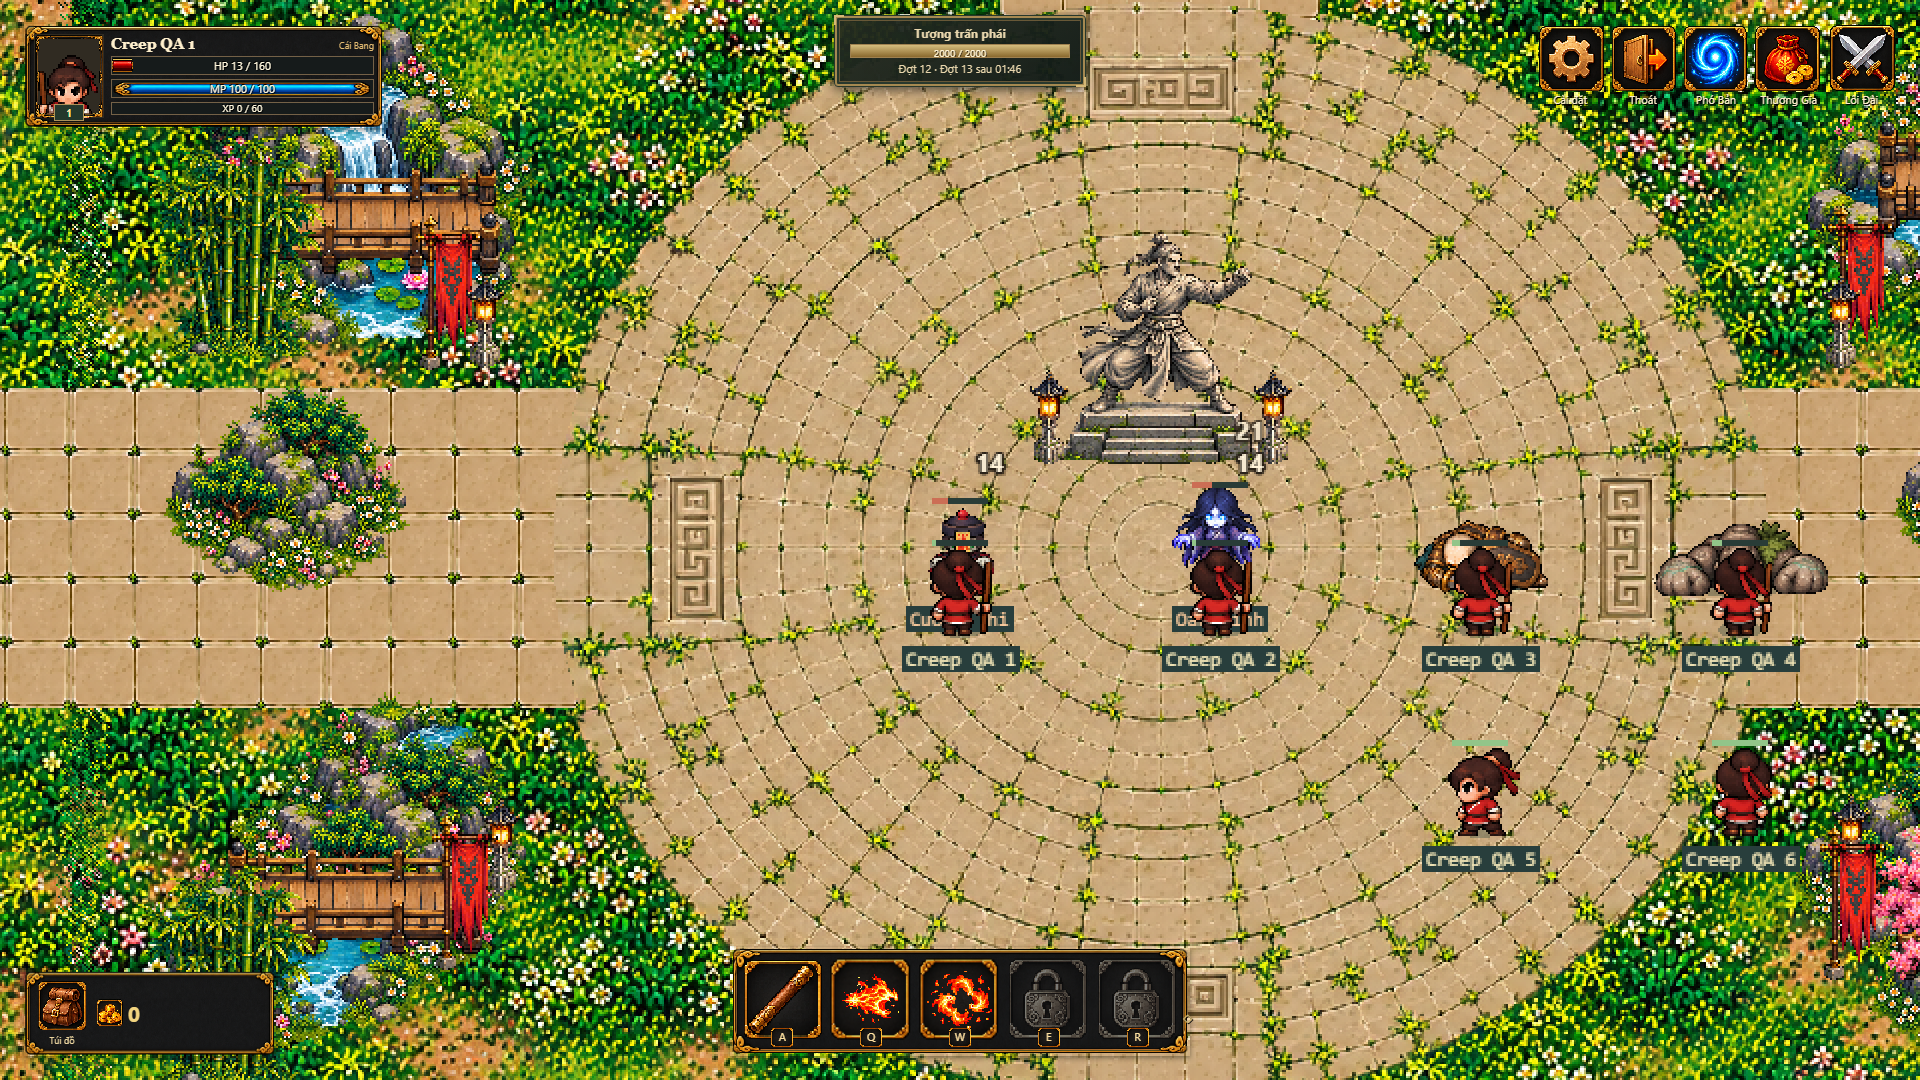 Creep QA 1
Cái Bang
HP 13 / 160
MP 100 / 100
XP 0 / 60
1
Tượng trấn phái
2000 / 2000
Đợt 12 · Đợt 13 sau 01:46
Cài đặt
Thoát
Phó Bản
Thương Gia
Lôi Đài
21
14
14
Creep QA 1
Creep QA 2
Creep QA 3
Creep QA 4
Creep QA 5
Creep QA 6
0
Túi đồ
A
Q
W
E
R